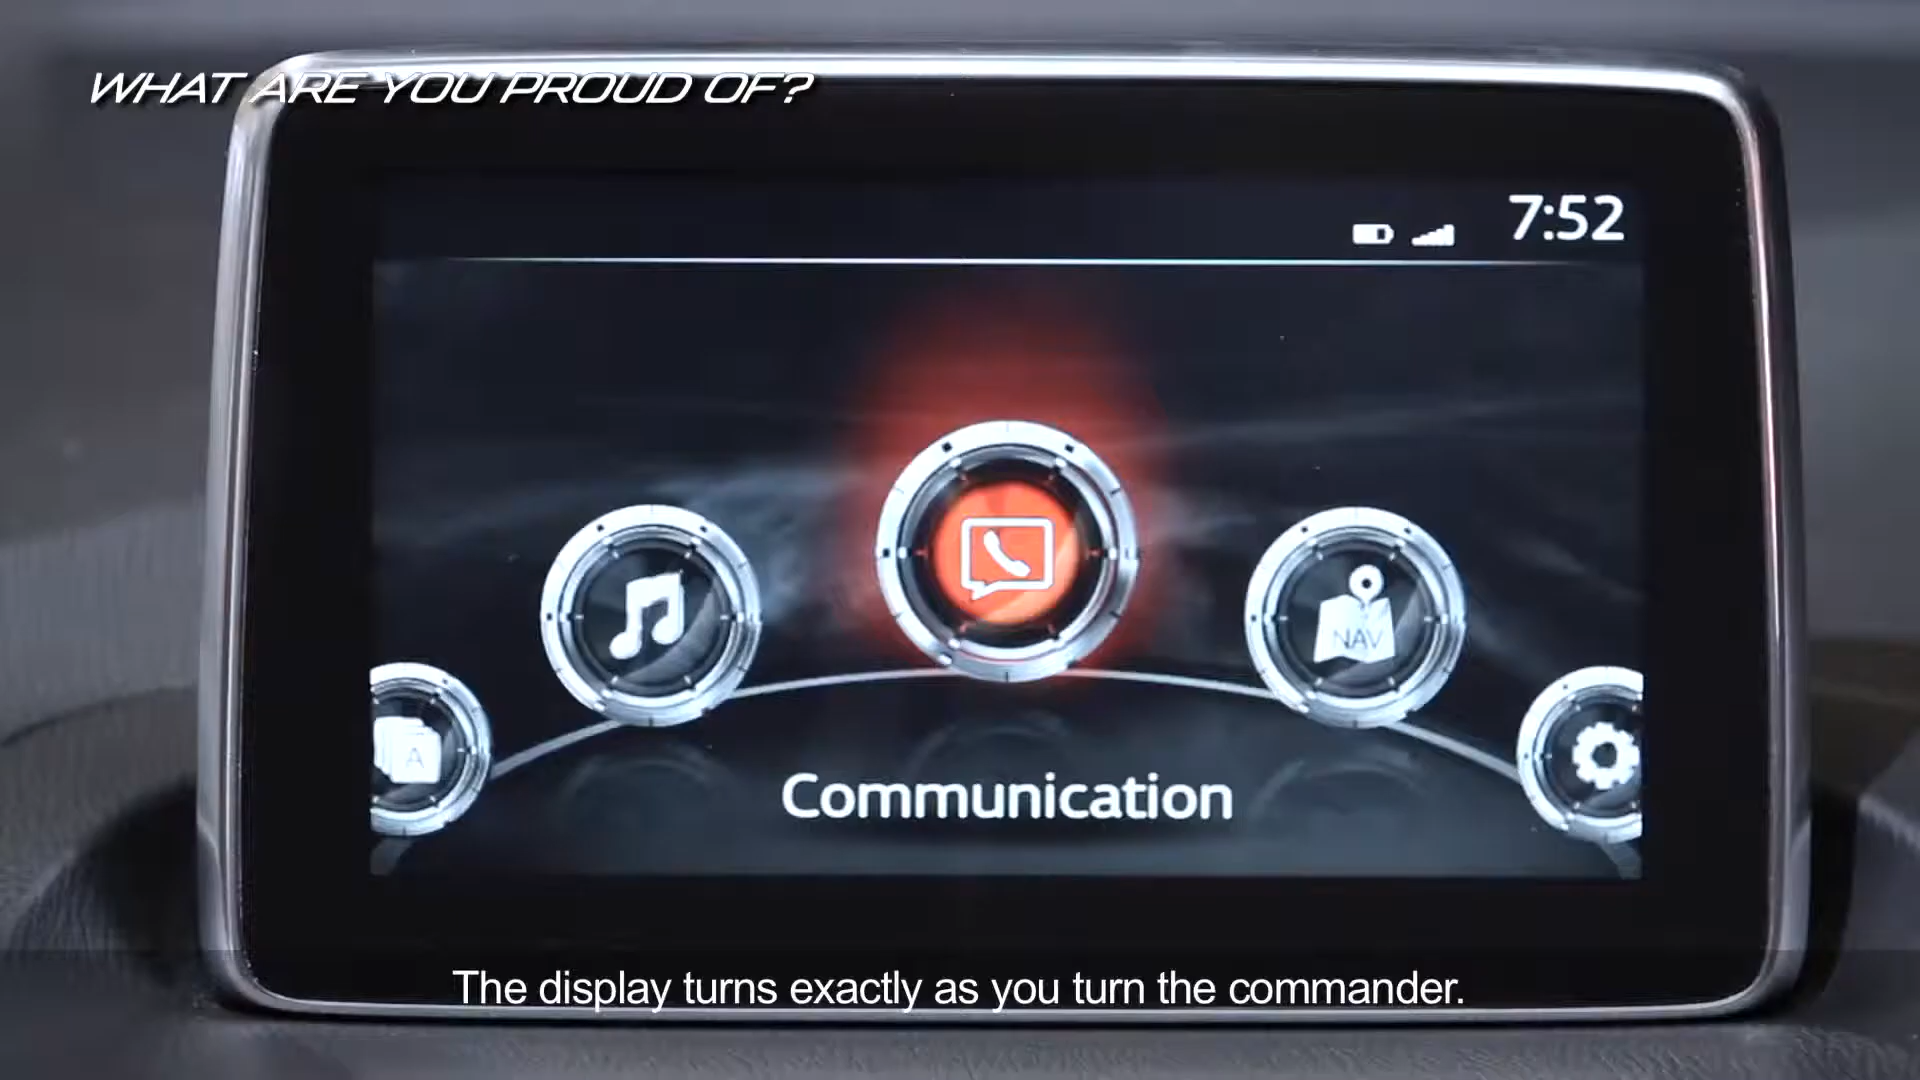 WHAT ARE YOU PROUD OF?
7:52
NAV
A
Communication
The display turns exactly as you turn the commander.